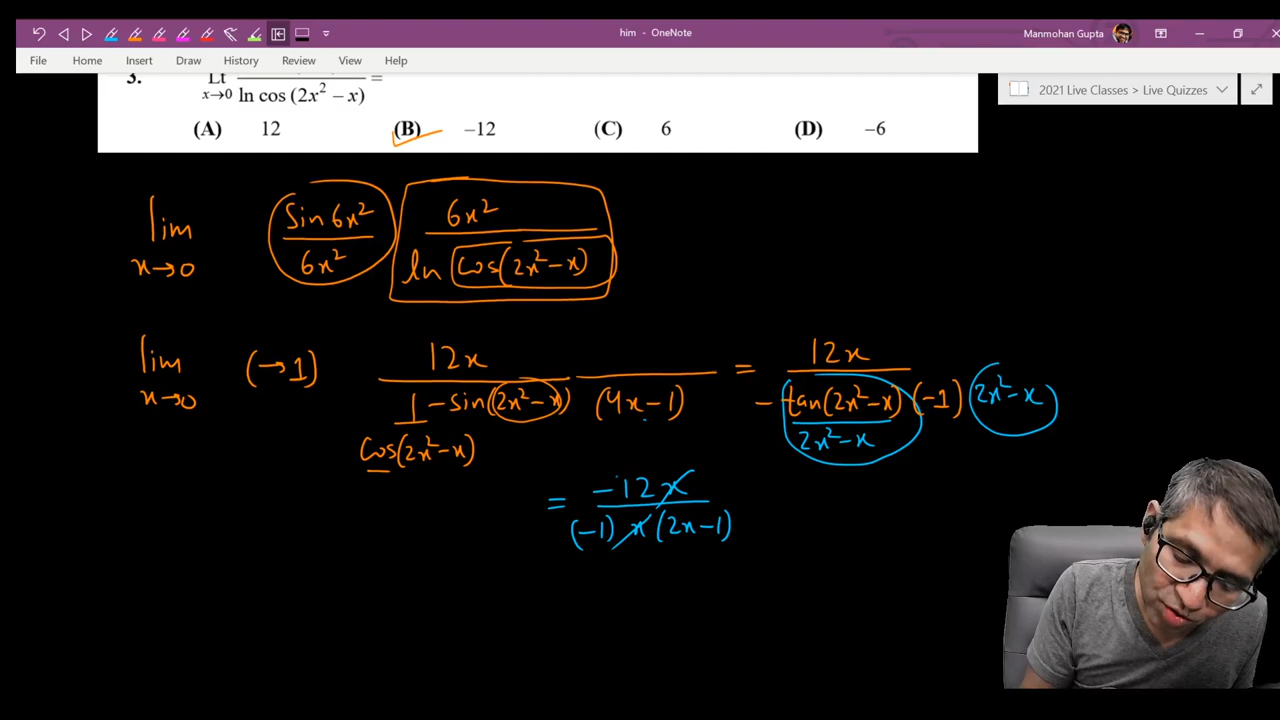 him - OneNote
Manmohan Gupta
File Home Insert Draw History Review View Help
2021 Live Classes > Live Quizzes
3. Lt =
x→0 ln cos (2x² – x)
(A) 12 (B) –12 (C) 6 (D) –6
lim sin 6x² 6x²
x→0 6x² ln cos(2x²-x)
lim (→1) 12x = 12x
x→0 1 -sin(2x²-x) (4x-1) - tan(2x²-x) (-1) 2x²-x
cos(2x²-x) 2x²-x
= -12x
(-1) x (2x-1)